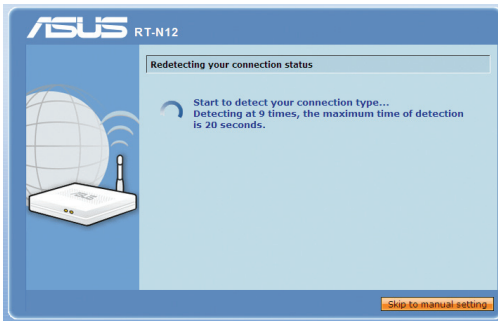 ASUS RT-N12
Redetecting your connection status
Start to detect your connection type...
Detecting at 9 times, the maximum time of detection
is 20 seconds.
ASUS
Skip to manual setting